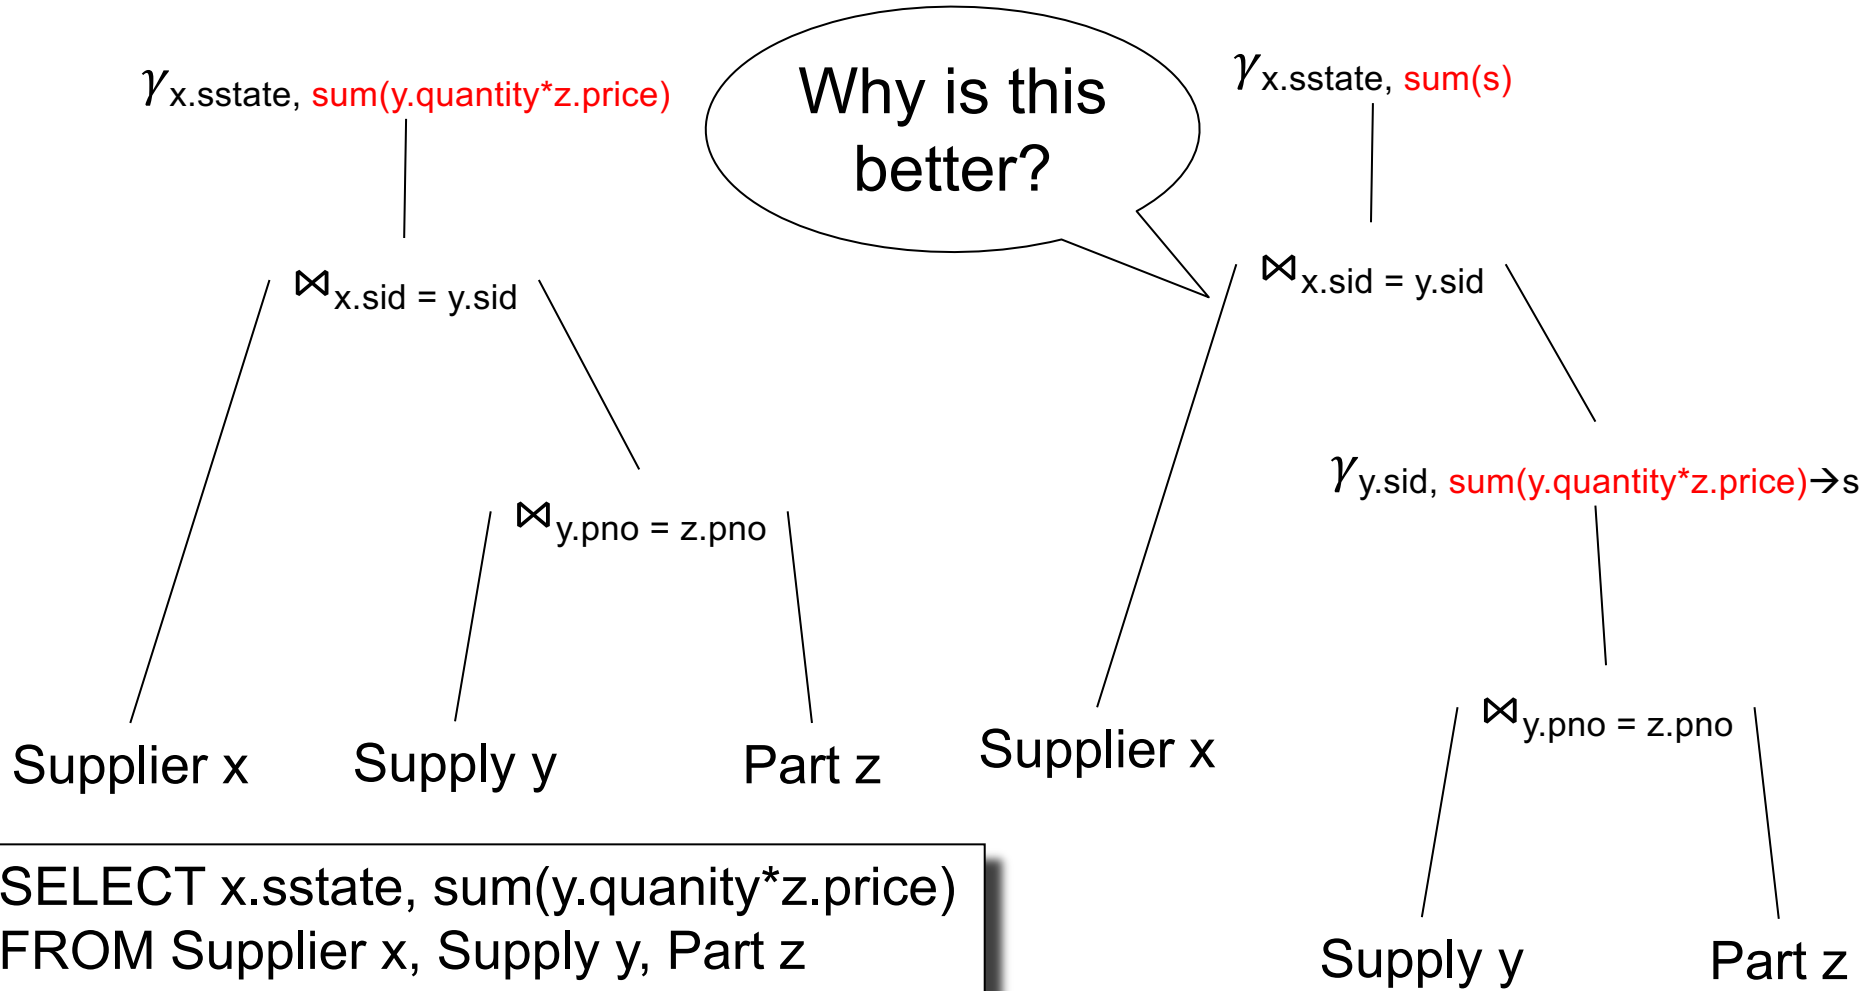 γx.sstate, sum(y.quantity*z.price)
Why is this
better?
γx.sstate, sum(s)
⋈x.sid = y.sid
⋈x.sid = y.sid
γy.sid, sum(y.quantity*z.price)→s
⋈y.pno = z.pno
⋈y.pno = z.pno
Supplier x
Supply y
Part z
Supplier x
Supply y
Part z
SELECT x.sstate, sum(y.quanity*z.price)
FROM Supplier x, Supply y, Part z